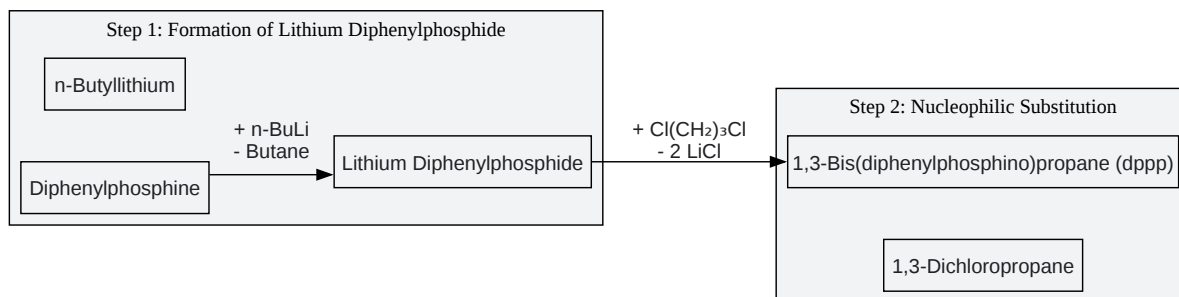 Step 1: Formation of Lithium Diphenylphosphide
n-Butyllithium
+ n-BuLi
- Butane
Diphenylphosphine
Lithium Diphenylphosphide
+ Cl(CH₂)₃Cl
- 2 LiCl
Step 2: Nucleophilic Substitution
1,3-Bis(diphenylphosphino)propane (dppp)
1,3-Dichloropropane